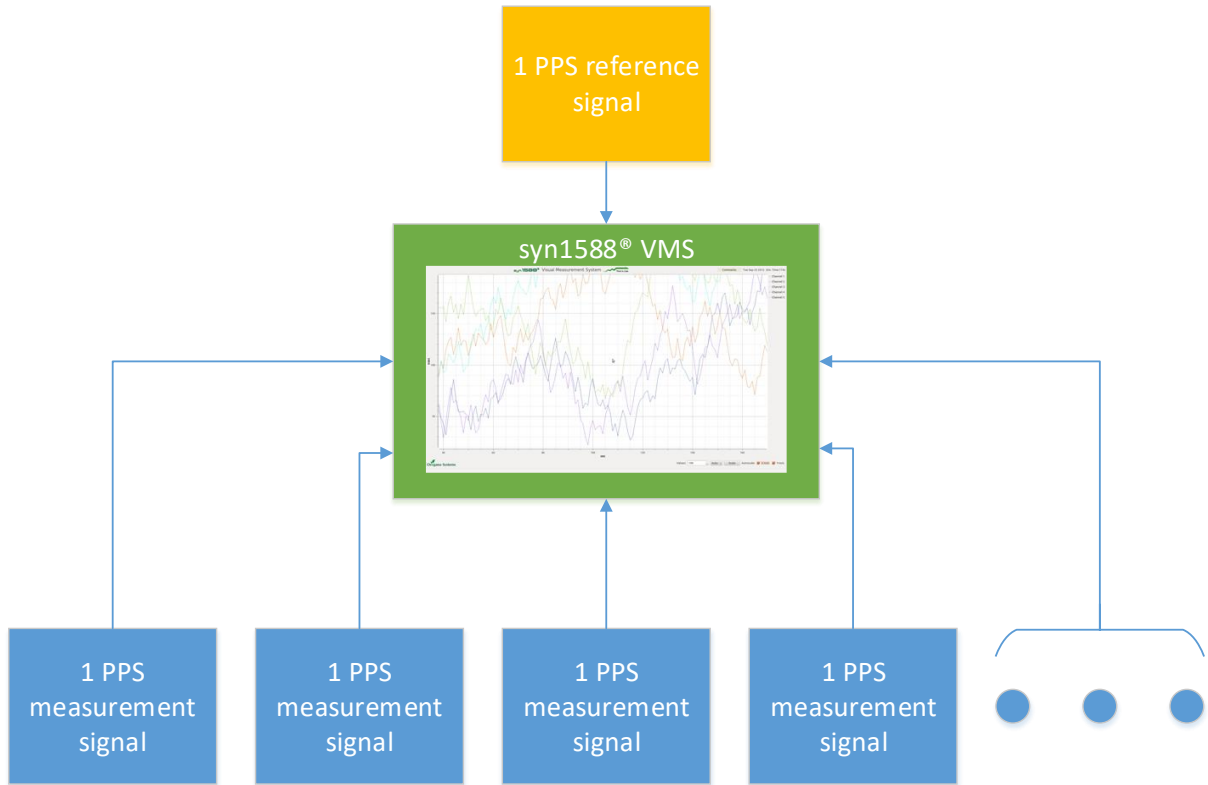 1 PPS reference
signal
syn1588® VMS
syn1588® Visual Measurement System
1 PPS
measurement
signal
1 PPS
measurement
signal
1 PPS
measurement
signal
1 PPS
measurement
signal